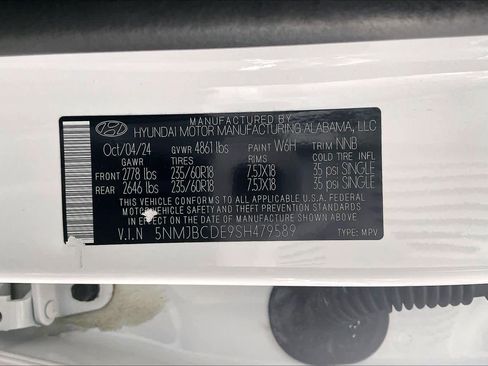 MANUFACTURED BY
HYUNDAI MOTOR MANUFACTURING ALABAMA, LLC
Oct/04/24 GVWR 4861 lbs PAINT W6H TRIM NNB
GAWR TIRES RIMS COLD TIRE INFL
FRONT 2778 lbs 235/60R18 7.5JX18 35 psi SINGLE
REAR 2646 lbs 235/60R18 7.5JX18 35 psi SINGLE
THIS VEHICLE CONFORMS TO ALL APPLICABLE U.S.A. FEDERAL
MOTOR VEHICLE SAFETY, BUMPER, AND THEFT PREVENTION STANDARDS
IN EFFECT ON THE DATE OF MANUFACTURE SHOWN ABOVE.
V.I.N 5NMJBCDE9SH479589 TYPE: MPV